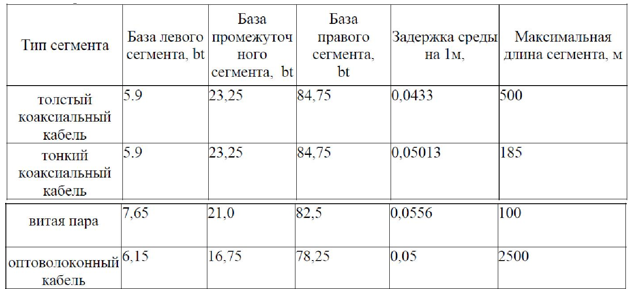 Тип сегмента
База левого
сегмента, bt
База
промежуточ
ного
сегмента, bt
База
правого
сегмента,
bt
Задержка среды
на 1м,
Максимальная
длина сегмента, м
толстый
коаксиальный
кабель
5.9
23,25
84,75
0,0433
500
тонкий
коаксиальный
кабель
5.9
23,25
84,75
0,05013
185
витая пара
7,65
21,0
82,5
0,0556
100
оптоволоконный
кабель
6,15
16,75
78,25
0,05
2500